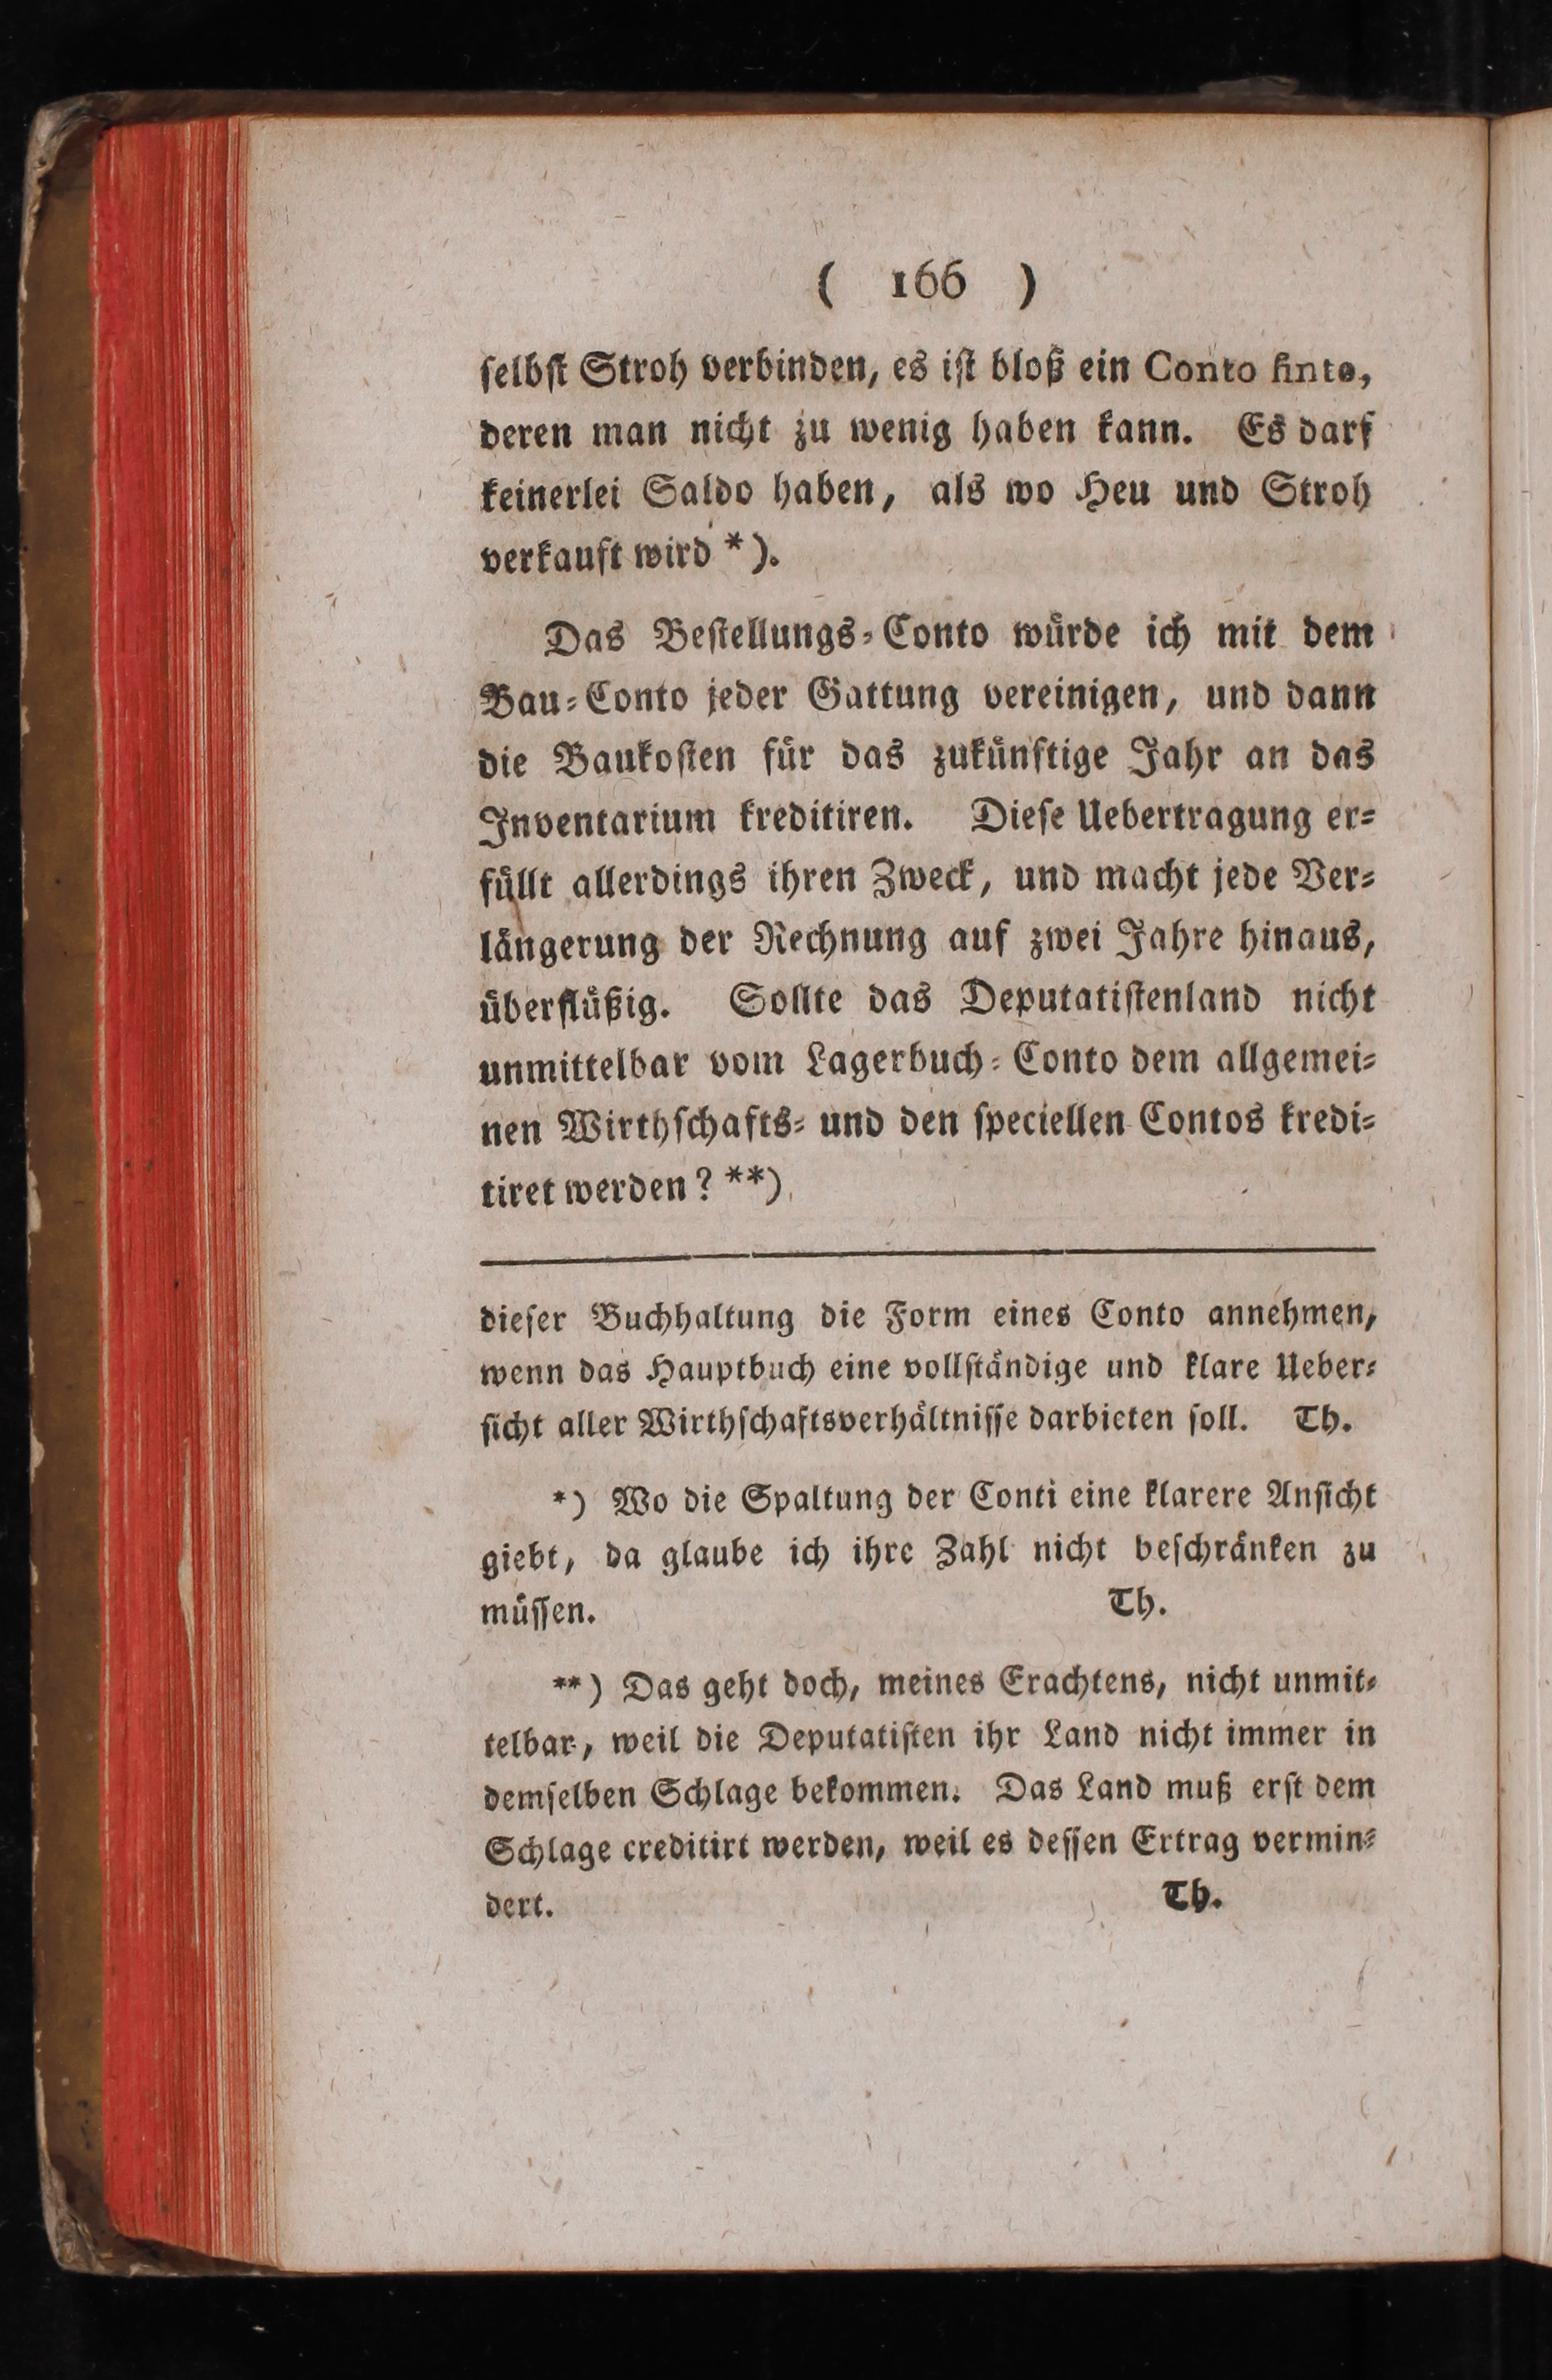 ( 166 )
ſelbſt Stroh verbinden, es iſt bloß ein Conto finto,
deren man nicht zu wenig haben kann. Es darf
keinerlei Saldo haben, als wo Heu und Stroh
verkauft wird *).
Das Beſtellungs-Conto würde ich mit dem
Bau-Conto jeder Gattung vereinigen, und dann
die Baukoſten für das zukünftige Jahr an das
Inventarium kreditiren. Dieſe Uebertragung er-
füllt allerdings ihren Zweck, und macht jede Ver-
längerung der Rechnung auf zwei Jahre hinaus,
überflüßig. Sollte das Deputatiſtenland nicht
unmittelbar vom Lagerbuch-Conto dem allgemei-
nen Wirthſchafts- und den ſpeciellen Contos kredi-
tiret werden? **)
dieſer Buchhaltung die Form eines Conto annehmen,
wenn das Hauptbuch eine vollſtändige und klare Ueber-
ſicht aller Wirthſchaftsverhältniſſe darbieten ſoll. Th.
*) Wo die Spaltung der Conti eine klarere Anſicht
giebt, da glaube ich ihre Zahl nicht beſchränken zu
müſſen. Th.
**) Das geht doch, meines Erachtens, nicht unmit-
telbar, weil die Deputatiſten ihr Land nicht immer in
demſelben Schlage bekommen. Das Land muß erſt dem
Schlage creditirt werden, weil es deſſen Ertrag vermin-
dert. Th.